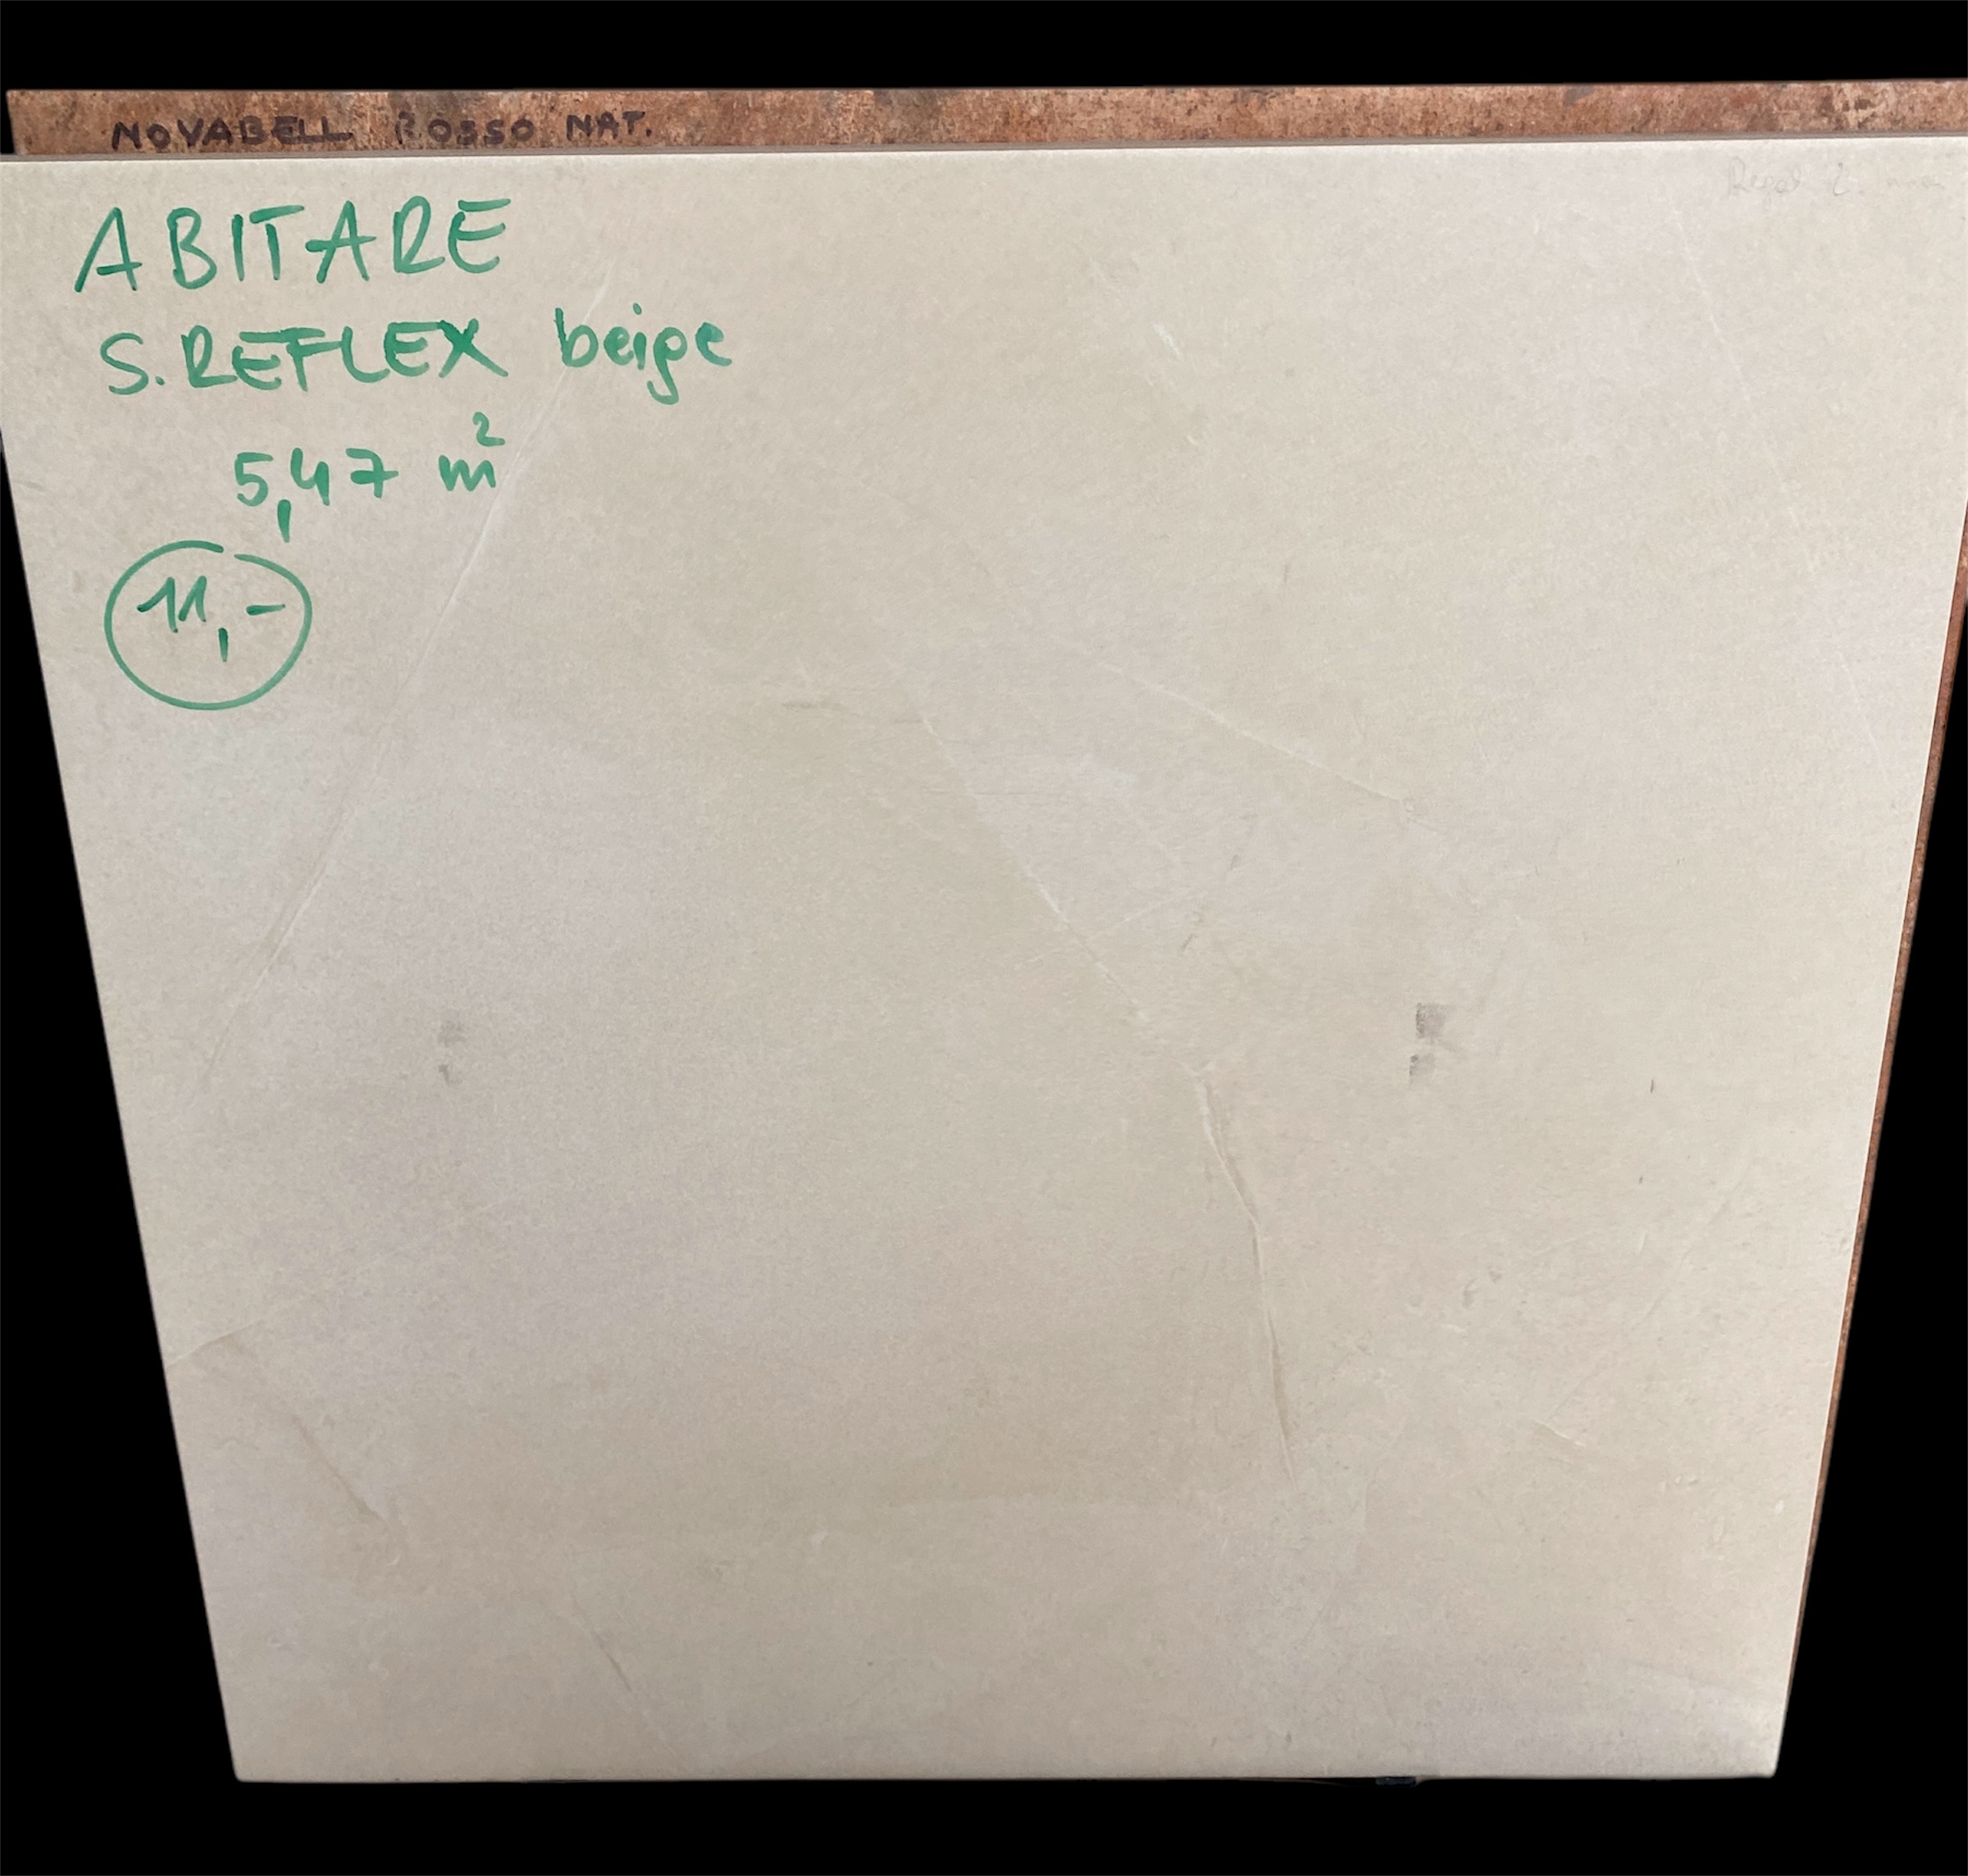 NOVABELL ROSSO NAT.
ABITARE
S.REFLEX beige
5,47 m²
11,-